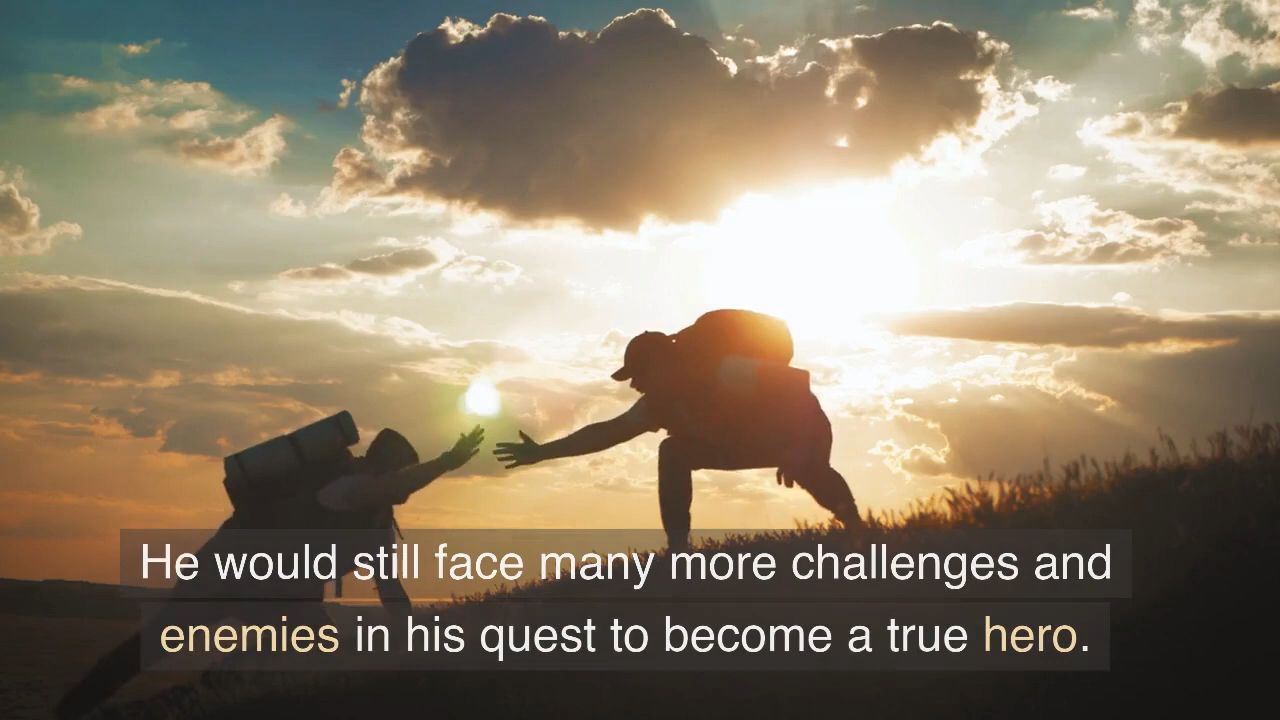 He would still face many more challenges and
enemies in his quest to become a true hero.